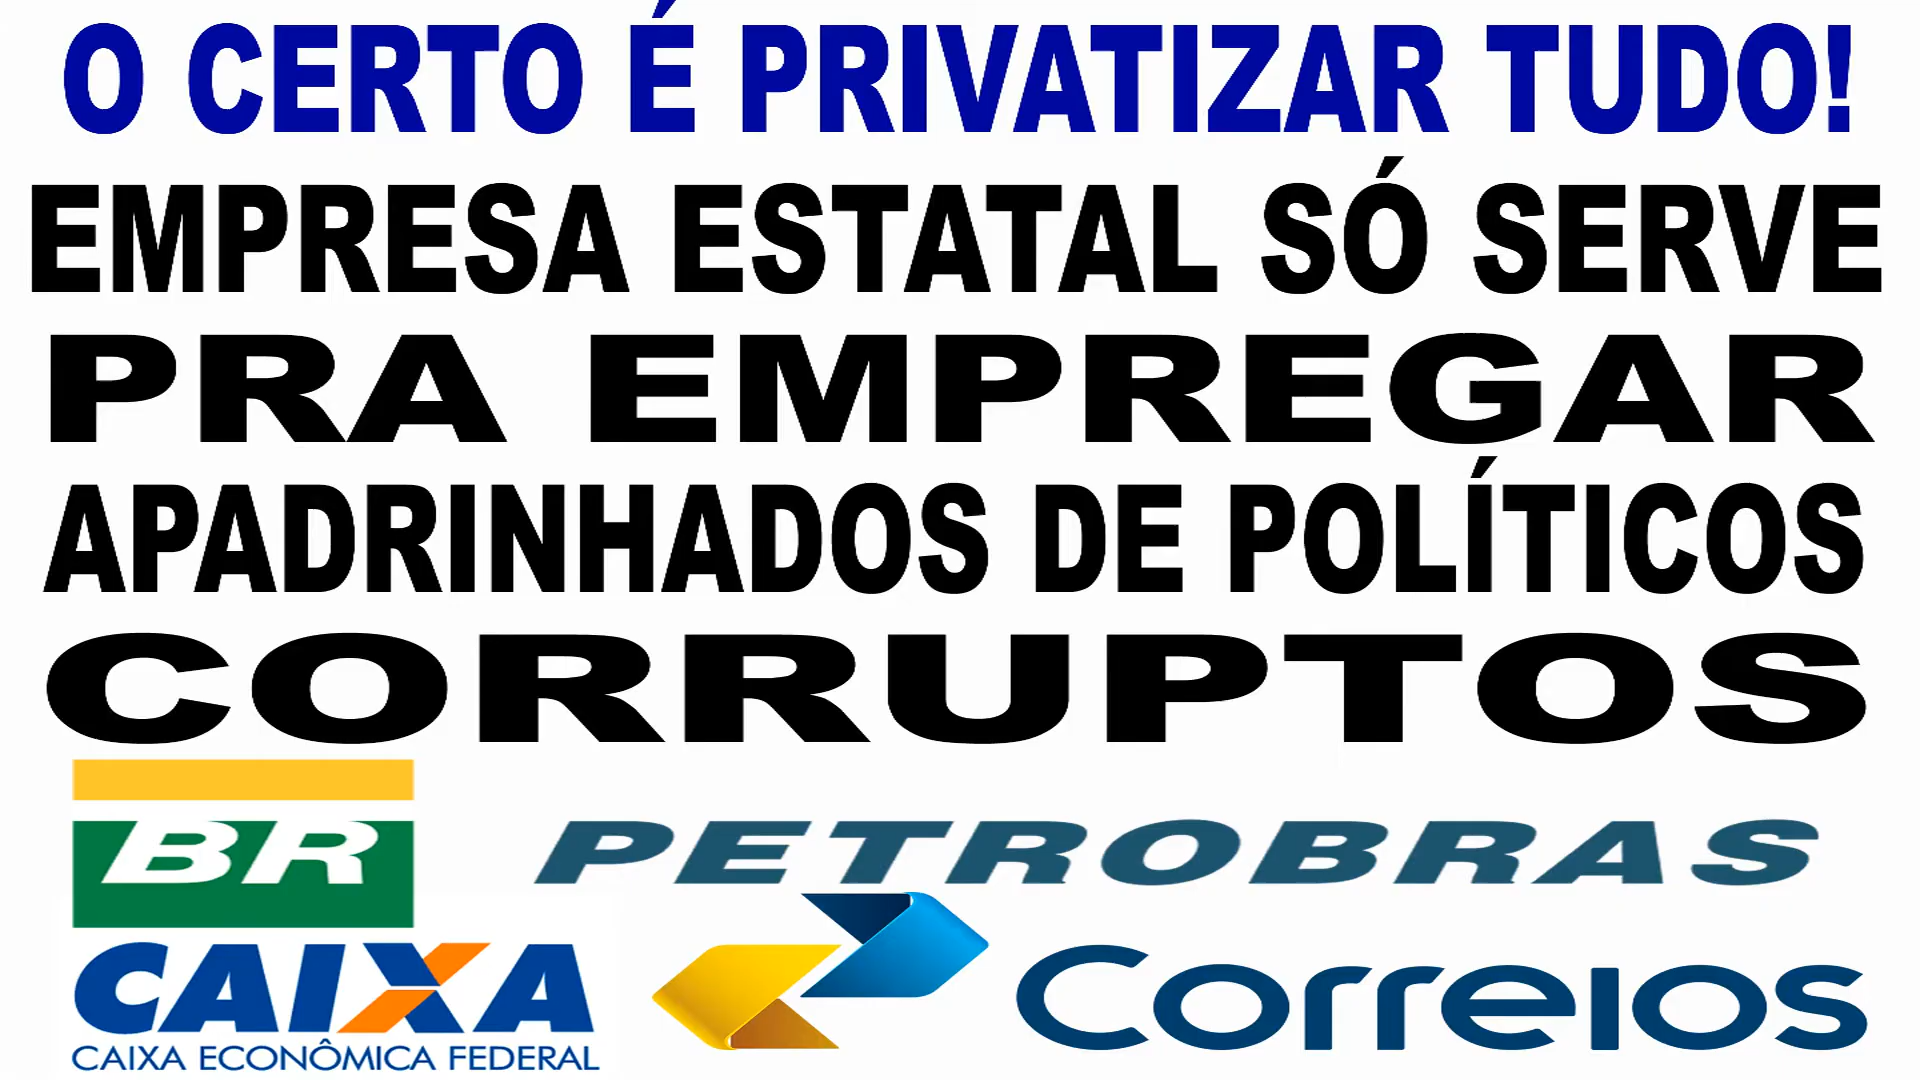 O CERTO É PRIVATIZAR TUDO!
EMPRESA ESTATAL SÓ SERVE
PRA EMPREGAR
APADRINHADOS DE POLÍTICOS
CORRUPTOS
BR PETROBRAS
CAIXA
CAIXA ECONÔMICA FEDERAL
Correios